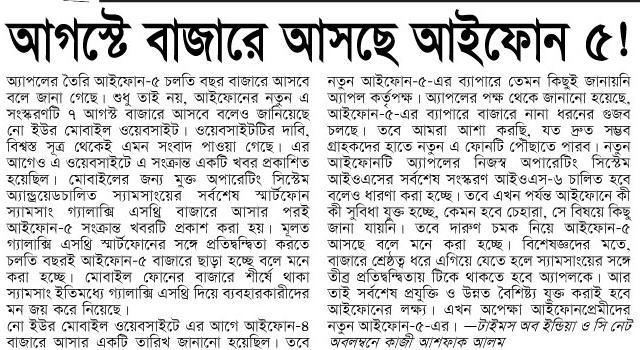 আগস্টে বাজারে আসছে আইফোন ৫!
অ্যাপলের তৈরি আইফোন-৫ চলতি বছর বাজারে আসবে
বলে জানা গেছে। শুধু তাই নয়, আইফোনের নতুন এ
সংস্করণটি ৭ আগস্ট বাজারে আসবে বলেও জানিয়েছে
নো ইউর মোবাইল ওয়েবসাইট। ওয়েবসাইটটির দাবি,
বিশ্বস্ত সূত্র থেকেই এমন সংবাদ পাওয়া গেছে। এর
আগেও এ ওয়েবসাইটে এ সংক্রান্ত একটি খবর প্রকাশিত
হয়েছিল। মোবাইলের জন্য মুক্ত অপারেটিং সিস্টেম
অ্যান্ড্রয়েডচালিত স্যামসাংয়ের সর্বশেষ স্মার্টফোন
স্যামসাং গ্যালাক্সি এসথ্রি বাজারে আসার পরই
আইফোন-৫ সংক্রান্ত খবরটি প্রকাশ করা হয়। মূলত
গ্যালাক্সি এসথ্রি স্মার্টফোনের সঙ্গে প্রতিদ্বন্দ্বিতা করতে
চলতি বছরই আইফোন-৫ বাজারে ছাড়া হচ্ছে বলে মনে
করা হচ্ছে। মোবাইল ফোনের বাজারে শীর্ষে থাকা
স্যামসাং ইতিমধ্যে গ্যালাক্সি এসথ্রি দিয়ে ব্যবহারকারীদের
মন জয় করে নিয়েছে।
নো ইউর মোবাইল ওয়েবসাইটে এর আগে আইফোন-৪
বাজারে আসার একটি তারিখ জানানো হয়েছিল। তবে
নতুন আইফোন-৫-এর ব্যাপারে তেমন কিছুই জানায়নি
অ্যাপল কর্তৃপক্ষ। অ্যাপলের পক্ষ থেকে জানানো হয়েছে,
আইফোন-৫-এর ব্যাপারে বাজারে নানা ধরনের গুজব
চলছে। তবে আমরা আশা করছি, যত দ্রুত সম্ভব
গ্রাহকদের হাতে নতুন এ ফোনটি পৌঁছাতে পারব। নতুন
আইফোনটি অ্যাপলের নিজস্ব অপারেটিং সিস্টেম
আইওএসের সর্বশেষ সংস্করণ আইওএস-৬ চালিত হবে
বলেও ধারণা করা হচ্ছে। তবে এখন পর্যন্ত আইফোনে কী
কী সুবিধা যুক্ত হচ্ছে, কেমন হবে চেহারা, সে বিষয়ে কিছু
জানা যায়নি। তবে দারুণ চমক নিয়ে আইফোন-৫
আসছে বলে মনে করা হচ্ছে। বিশেষজ্ঞদের মতে,
বাজারে শ্রেষ্ঠত্ব ধরে এগিয়ে যেতে হলে স্যামসাংয়ের সঙ্গে
তীব্র প্রতিদ্বন্দ্বিতায় টিকে থাকতে হবে অ্যাপলকে। আর
তাই সর্বশেষ প্রযুক্তি ও উন্নত বৈশিষ্ট্য যুক্ত করাই হবে
আইফোনের লক্ষ্য। এখন অপেক্ষা আইফোনপ্রেমীদের
নতুন আইফোন-৫-এর। —টাইমস অব ইন্ডিয়া ও সি নেট
অবলম্বনে কাজী আশফাক আলম